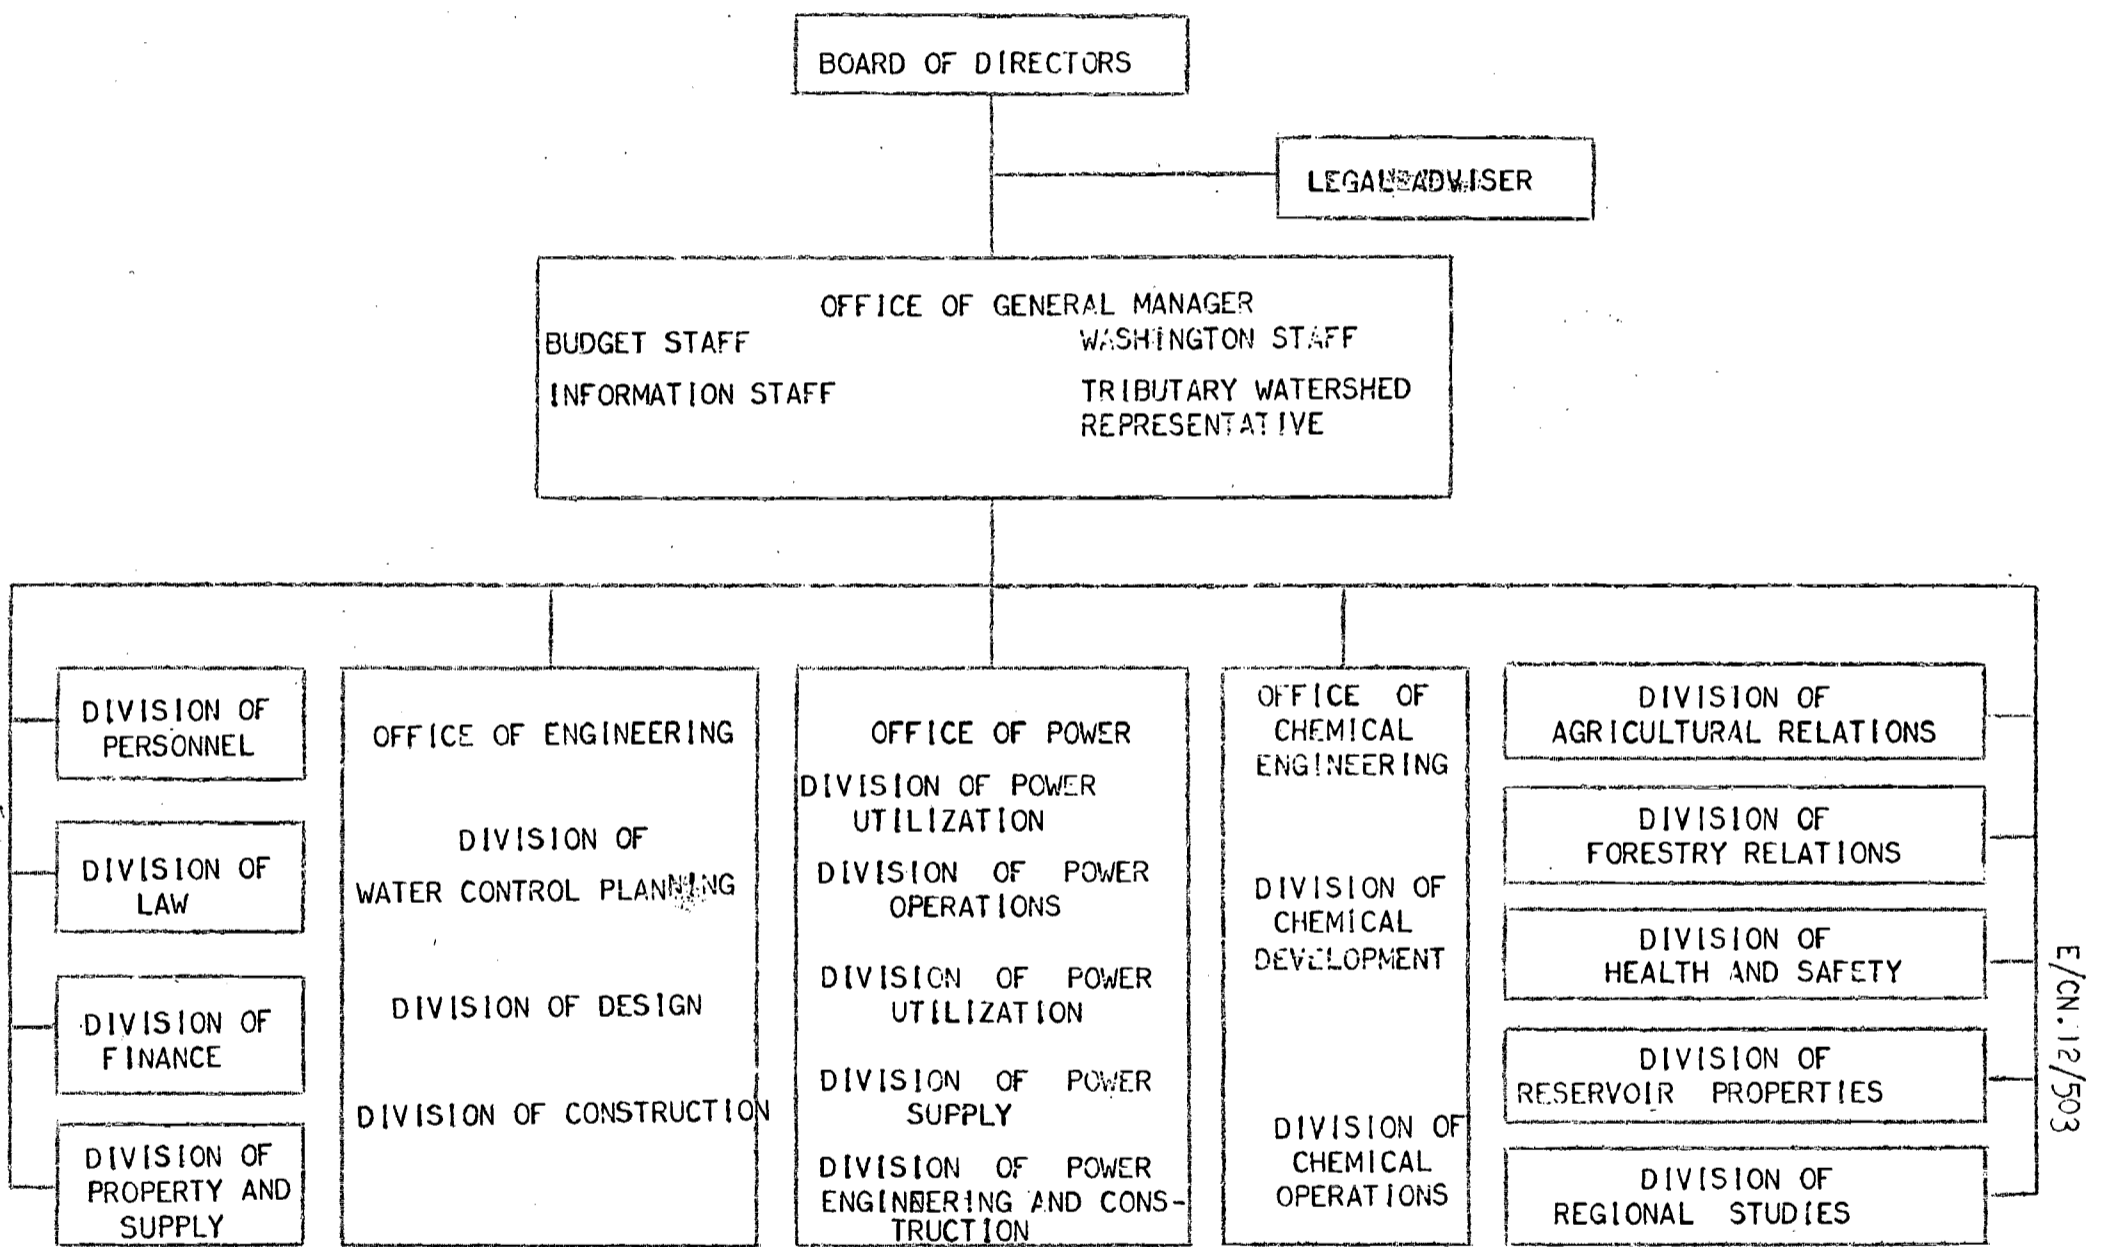 BOARD OF DIRECTORS
LEGAL ADVISER
OFFICE OF GENERAL MANAGER
BUDGET STAFF
WASHINGTON STAFF
INFORMATION STAFF
TRIBUTARY WATERSHED
REPRESENTATIVE
DIVISION OF
PERSONNEL
DIVISION OF
LAW
DIVISION OF
FINANCE
DIVISION OF
PROPERTY AND
SUPPLY
OFFICE OF ENGINEERING
DIVISION OF
WATER CONTROL PLANNING
DIVISION OF DESIGN
DIVISION OF CONSTRUCTION
OFFICE OF POWER
DIVISION OF POWER
UTILIZATION
DIVISION OF POWER
OPERATIONS
DIVISION OF POWER
UTILIZATION
DIVISION OF POWER
SUPPLY
DIVISION OF POWER
ENGINEERING AND CONS-
TRUCTION
OFFICE OF
CHEMICAL
ENGINEERING
DIVISION OF
CHEMICAL
DEVELOPMENT
DIVISION OF
CHEMICAL
OPERATIONS
DIVISION OF
AGRICULTURAL RELATIONS
DIVISION OF
FORESTRY RELATIONS
DIVISION OF
HEALTH AND SAFETY
DIVISION OF
RESERVOIR PROPERTIES
DIVISION OF
REGIONAL STUDIES
E/CN.12/503